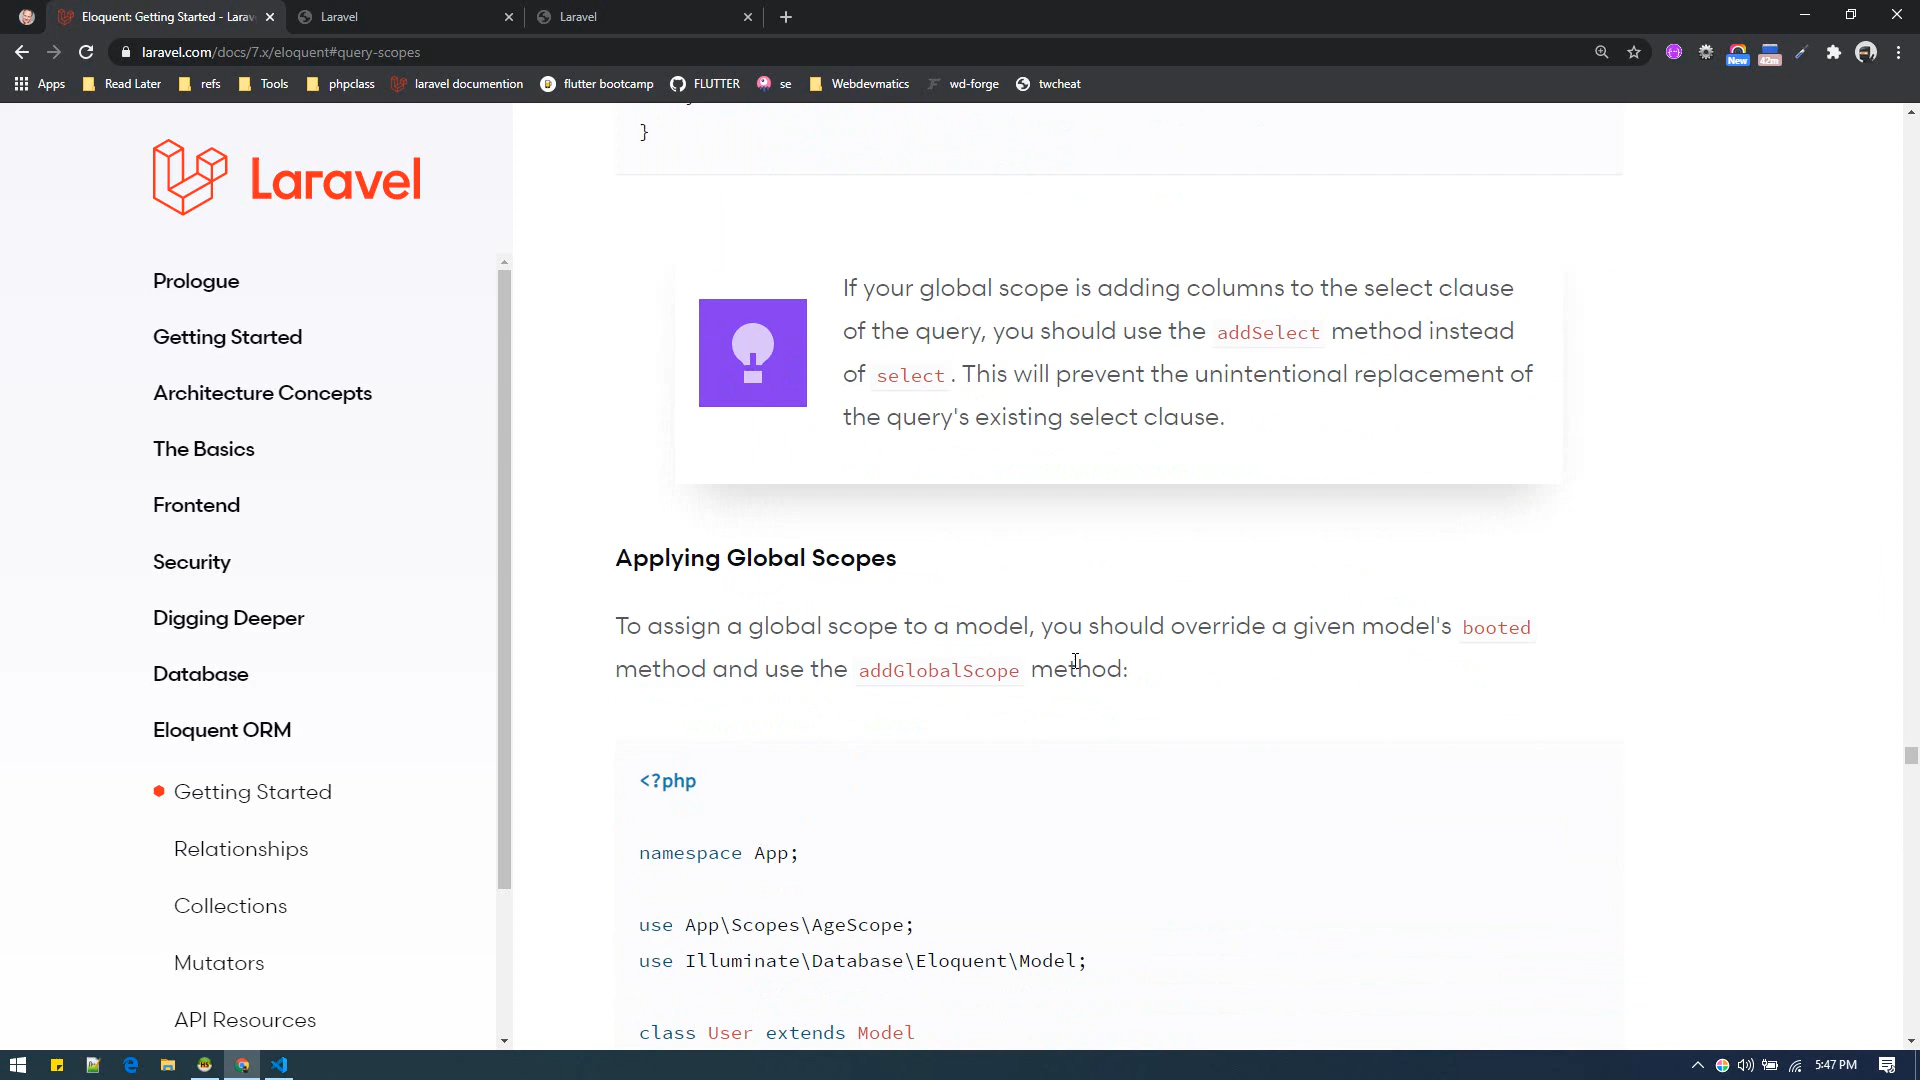 Eloquent: Getting Started - Larav
Laravel
Laravel
laravel.com/docs/7.x/eloquent#query-scopes
New
42m
Apps
Read Later
refs
Tools
phpclass
laravel documention
flutter bootcamp
FLUTTER
se
Webdevmatics
wd-forge
twcheat
Laravel
Prologue
Getting Started
Architecture Concepts
The Basics
Frontend
Security
Digging Deeper
Database
Eloquent ORM
Getting Started
Relationships
Collections
Mutators
API Resources
}
If your global scope is adding columns to the select clause
of the query, you should use the addSelect method instead
of select. This will prevent the unintentional replacement of
the query's existing select clause.
Applying Global Scopes
To assign a global scope to a model, you should override a given model's booted
method and use the addGlobalScope method:
<?php
namespace App;
use App\Scopes\AgeScope;
use Illuminate\Database\Eloquent\Model;
class User extends Model
5:47 PM